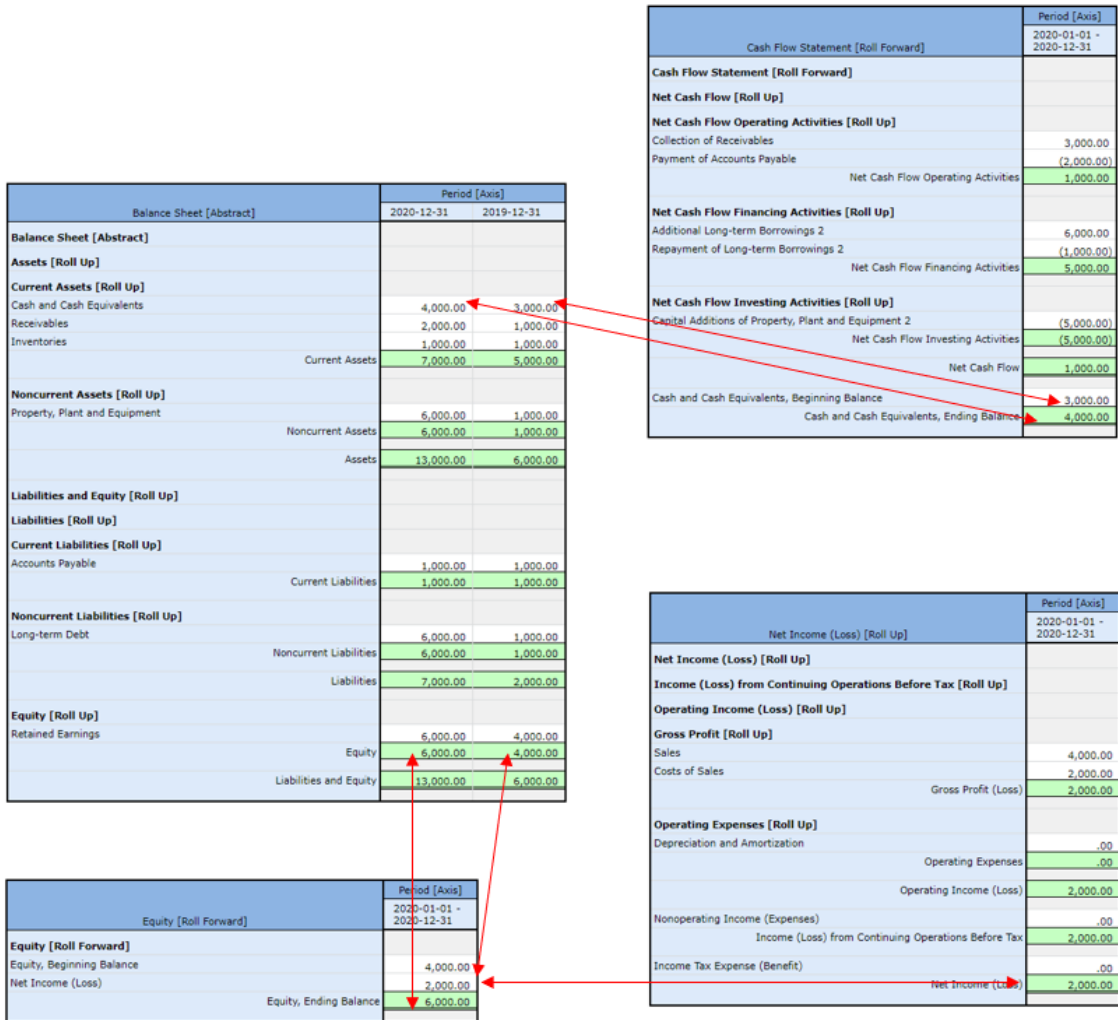 Period [Axis]
Cash Flow Statement [Roll Forward]
2020-01-01 -
2020-12-31
Cash Flow Statement [Roll Forward]
Net Cash Flow [Roll Up]
Net Cash Flow Operating Activities [Roll Up]
Collection of Receivables 3,000.00
Payment of Accounts Payable (2,000.00)
Net Cash Flow Operating Activities 1,000.00
Net Cash Flow Financing Activities [Roll Up]
Additional Long-term Borrowings 2 6,000.00
Repayment of Long-term Borrowings 2 (1,000.00)
Net Cash Flow Financing Activities 5,000.00
Net Cash Flow Investing Activities [Roll Up]
Capital Additions of Property, Plant and Equipment 2 (5,000.00)
Net Cash Flow Investing Activities (5,000.00)
Net Cash Flow 1,000.00
Cash and Cash Equivalents, Beginning Balance 3,000.00
Cash and Cash Equivalents, Ending Balance 4,000.00
Period [Axis]
Balance Sheet [Abstract] 2020-12-31 2019-12-31
Balance Sheet [Abstract]
Assets [Roll Up]
Current Assets [Roll Up]
Cash and Cash Equivalents 4,000.00 3,000.00
Receivables 2,000.00 1,000.00
Inventories 1,000.00 1,000.00
Current Assets 7,000.00 5,000.00
Noncurrent Assets [Roll Up]
Property, Plant and Equipment 6,000.00 1,000.00
Noncurrent Assets 6,000.00 1,000.00
Assets 13,000.00 6,000.00
Liabilities and Equity [Roll Up]
Liabilities [Roll Up]
Current Liabilities [Roll Up]
Accounts Payable 1,000.00 1,000.00
Current Liabilities 1,000.00 1,000.00
Noncurrent Liabilities [Roll Up]
Long-term Debt 6,000.00 1,000.00
Noncurrent Liabilities 6,000.00 1,000.00
Liabilities 7,000.00 2,000.00
Equity [Roll Up]
Retained Earnings 6,000.00 4,000.00
Equity 6,000.00 4,000.00
Liabilities and Equity 13,000.00 6,000.00
Period [Axis]
Net Income (Loss) [Roll Up]
2020-01-01 -
2020-12-31
Net Income (Loss) [Roll Up]
Income (Loss) from Continuing Operations Before Tax [Roll Up]
Operating Income (Loss) [Roll Up]
Gross Profit [Roll Up]
Sales 4,000.00
Costs of Sales 2,000.00
Gross Profit (Loss) 2,000.00
Operating Expenses [Roll Up]
Depreciation and Amortization .00
Operating Expenses .00
Operating Income (Loss) 2,000.00
Nonoperating Income (Expenses) .00
Income (Loss) from Continuing Operations Before Tax 2,000.00
Income Tax Expense (Benefit) .00
Net Income (Loss) 2,000.00
Period [Axis]
Equity [Roll Forward]
2020-01-01 -
2020-12-31
Equity [Roll Forward]
Equity, Beginning Balance 4,000.00
Net Income (Loss) 2,000.00
Equity, Ending Balance 6,000.00